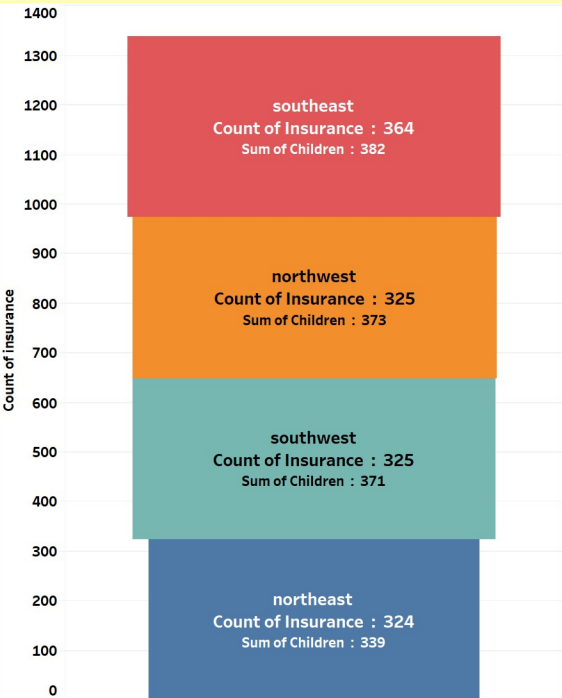 1400
1300
1200
1100
1000
900
800
700
600
500
400
300
200
100
0
Count of insurance
southeast
Count of Insurance : 364
Sum of Children : 382
northwest
Count of Insurance : 325
Sum of Children : 373
southwest
Count of Insurance : 325
Sum of Children : 371
northeast
Count of Insurance : 324
Sum of Children : 339